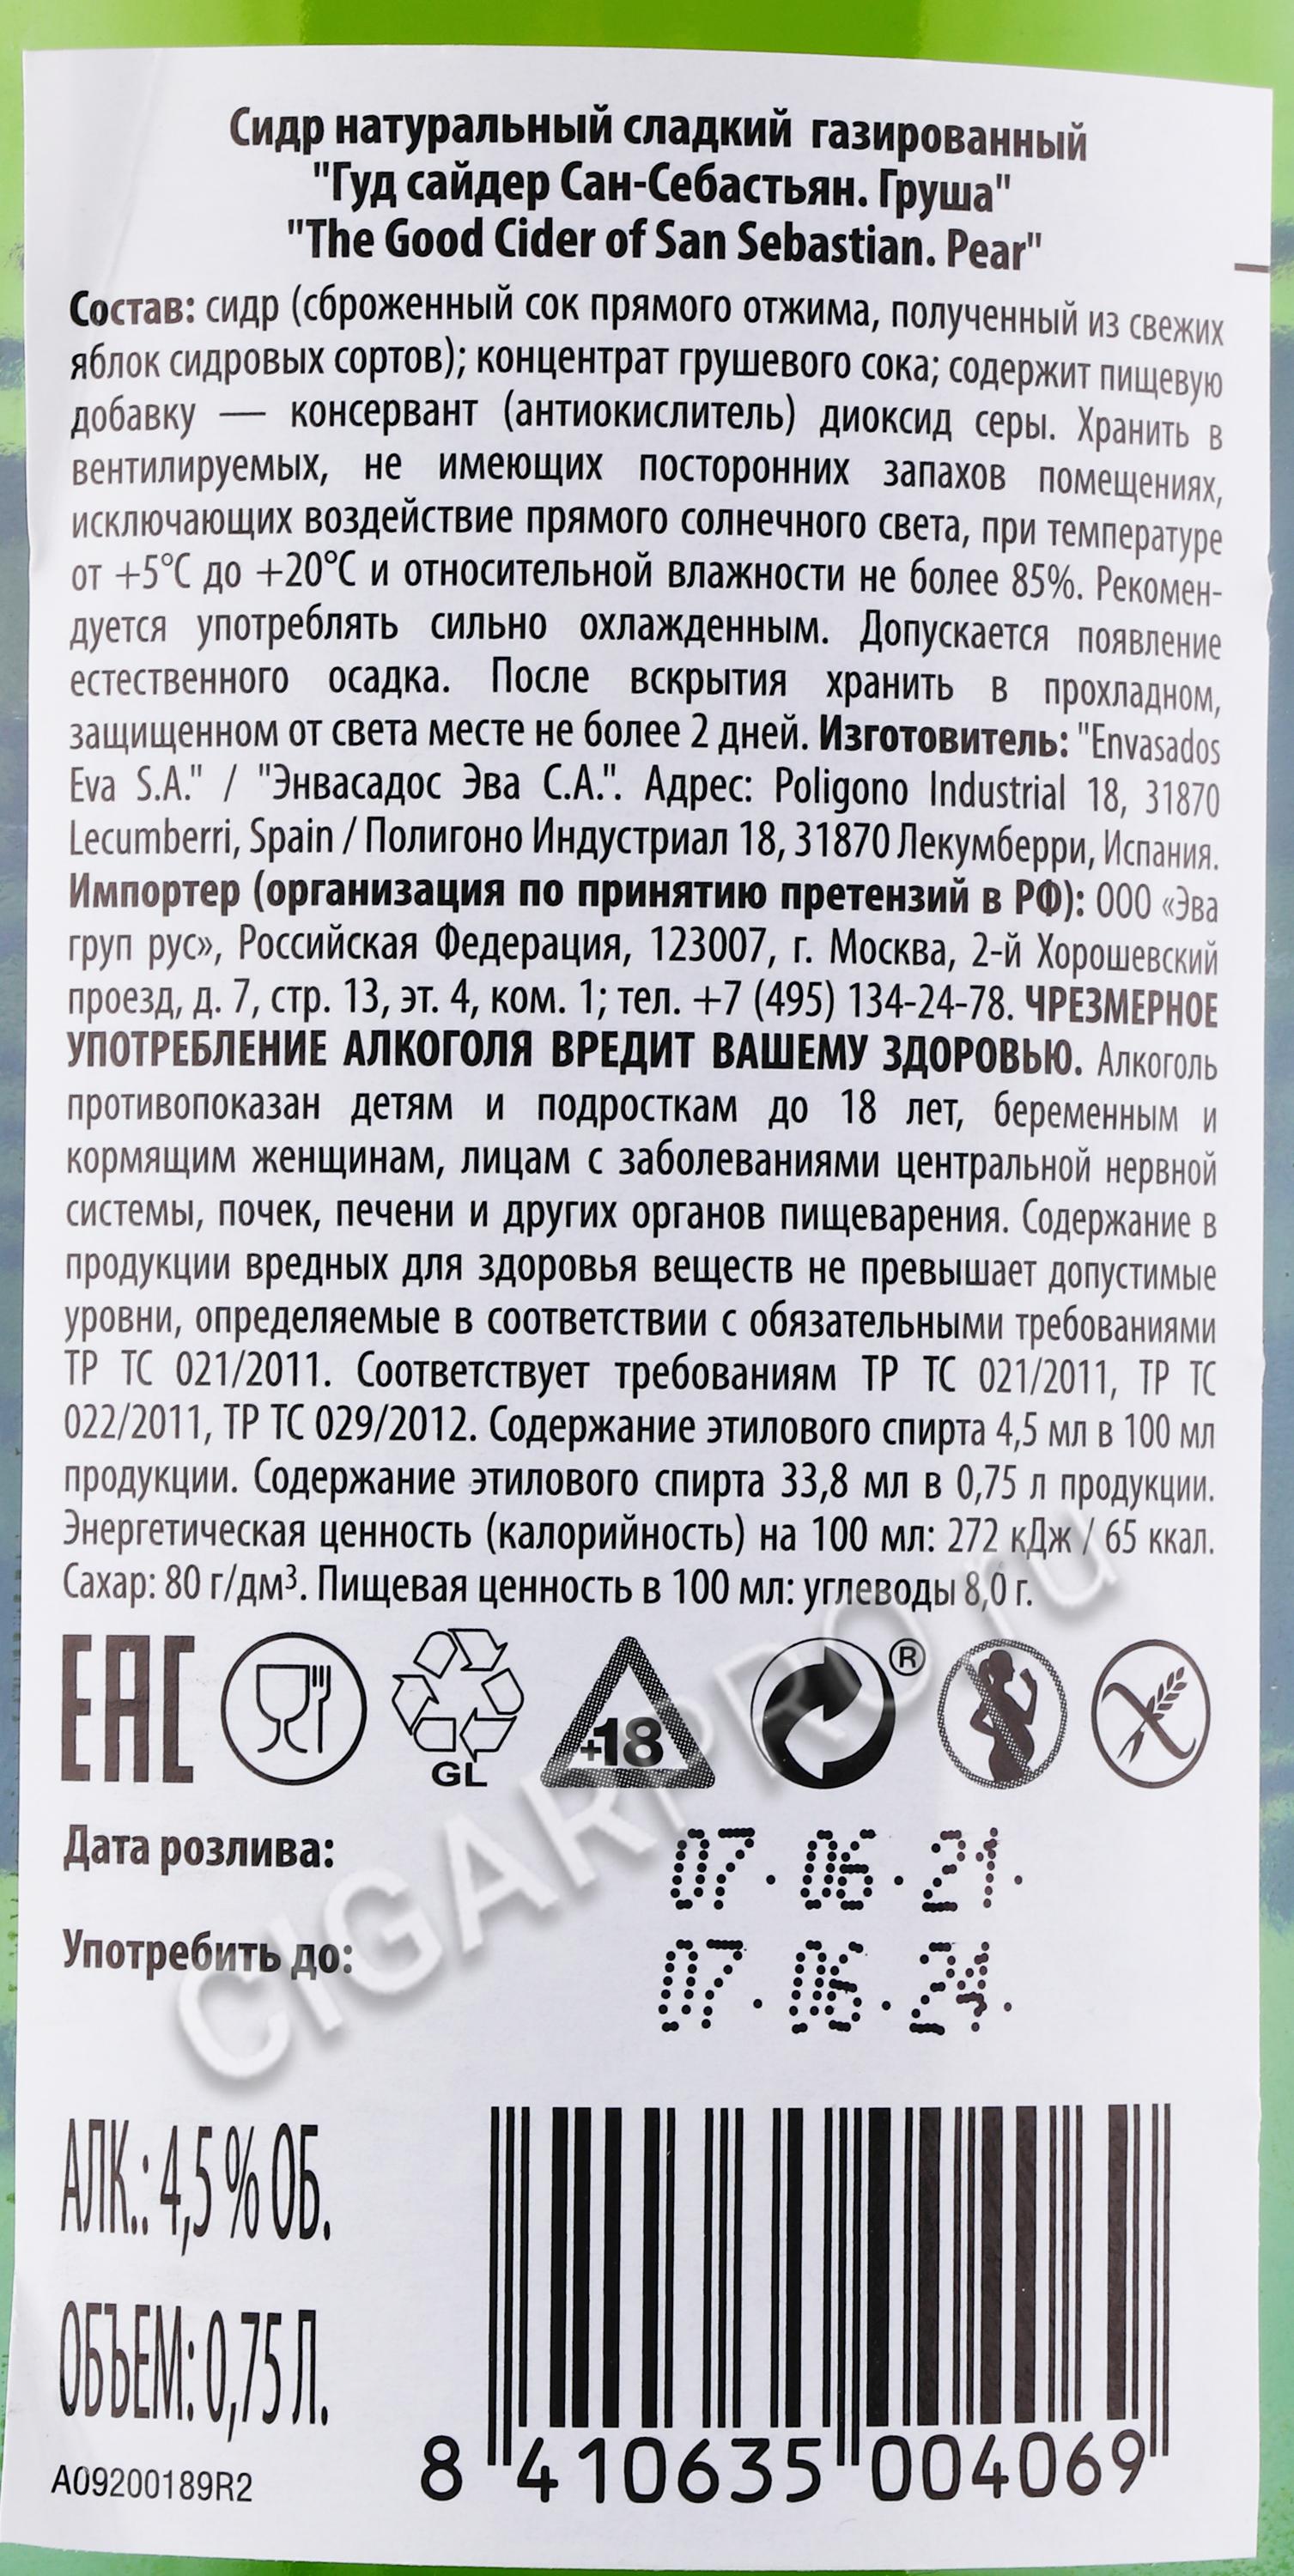 Сидр натуральный сладкий газированный
"Гуд сайдер Сан-Себастьян. Груша"
"The Good Cider of San Sebastian. Pear"
Состав: сидр (сброженный сок прямого отжима, полученный из свежих
яблок сидровых сортов); концентрат грушевого сока; содержит пищевую
добавку — консервант (антиокислитель) диоксид серы. Хранить в
вентилируемых, не имеющих посторонних запахов помещениях,
исключающих воздействие прямого солнечного света, при температуре
от +5°С до +20°С и относительной влажности не более 85%. Рекомен-
дуется употреблять сильно охлажденным. Допускается появление
естественного осадка. После вскрытия хранить в прохладном,
защищенном от света месте не более 2 дней. Изготовитель: "Envasados
Eva S.A." / "Энвасадос Эва С.А.". Адрес: Poligono Industrial 18, 31870
Lecumberri, Spain / Полигоно Индустриал 18, 31870 Лекумберри, Испания.
Импортер (организация по принятию претензий в РФ): ООО «Эва
груп рус», Российская Федерация, 123007, г. Москва, 2-й Хорошевский
проезд, д. 7, стр. 13, эт. 4, ком. 1; тел. +7 (495) 134-24-78. ЧРЕЗМЕРНОЕ
УПОТРЕБЛЕНИЕ АЛКОГОЛЯ ВРЕДИТ ВАШЕМУ ЗДОРОВЬЮ. Алкоголь
противопоказан детям и подросткам до 18 лет, беременным и
кормящим женщинам, лицам с заболеваниями центральной нервной
системы, почек, печени и других органов пищеварения. Содержание в
продукции вредных для здоровья веществ не превышает допустимые
уровни, определяемые в соответствии с обязательными требованиями
ТР ТС 021/2011. Соответствует требованиям ТР ТС 021/2011, ТР ТС
022/2011, ТР ТС 029/2012. Содержание этилового спирта 4,5 мл в 100 мл
продукции. Содержание этилового спирта 33,8 мл в 0,75 л продукции.
Энергетическая ценность (калорийность) на 100 мл: 272 кДж / 65 ккал.
Сахар: 80 г/дм³. Пищевая ценность в 100 мл: углеводы 8,0 г.
EAC
GL
+18
®
CIGARPRO.ru
Дата розлива: 07.06.21.
Употребить до: 07.06.24.
АЛК.: 4,5 % ОБ.
ОБЪЕМ: 0,75 Л.
A09200189R2
8 410635 004069